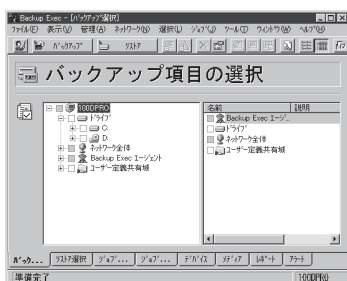 Backup Exec - [バックアップ選択]
ファイル(F) 表示(V) 管理(A) ネットワーク(N) 選択(L) ジョブ(J) ツール(T) ウィンドウ(W) ヘルプ(H)
バックアップ リストア
バックアップ項目の選択
100DPRO
ドライブ
C:
D:
ネットワーク全体
Backup Exec エージェント
ユーザー定義共有域
名前 説明
Backup Exec エージ...
ドライブ
ネットワーク全体
ユーザー定義共有域
バック... リストア選択 ジョブ... ジョブ... デバイス メディア レポート アラート
準備完了 100DPRO